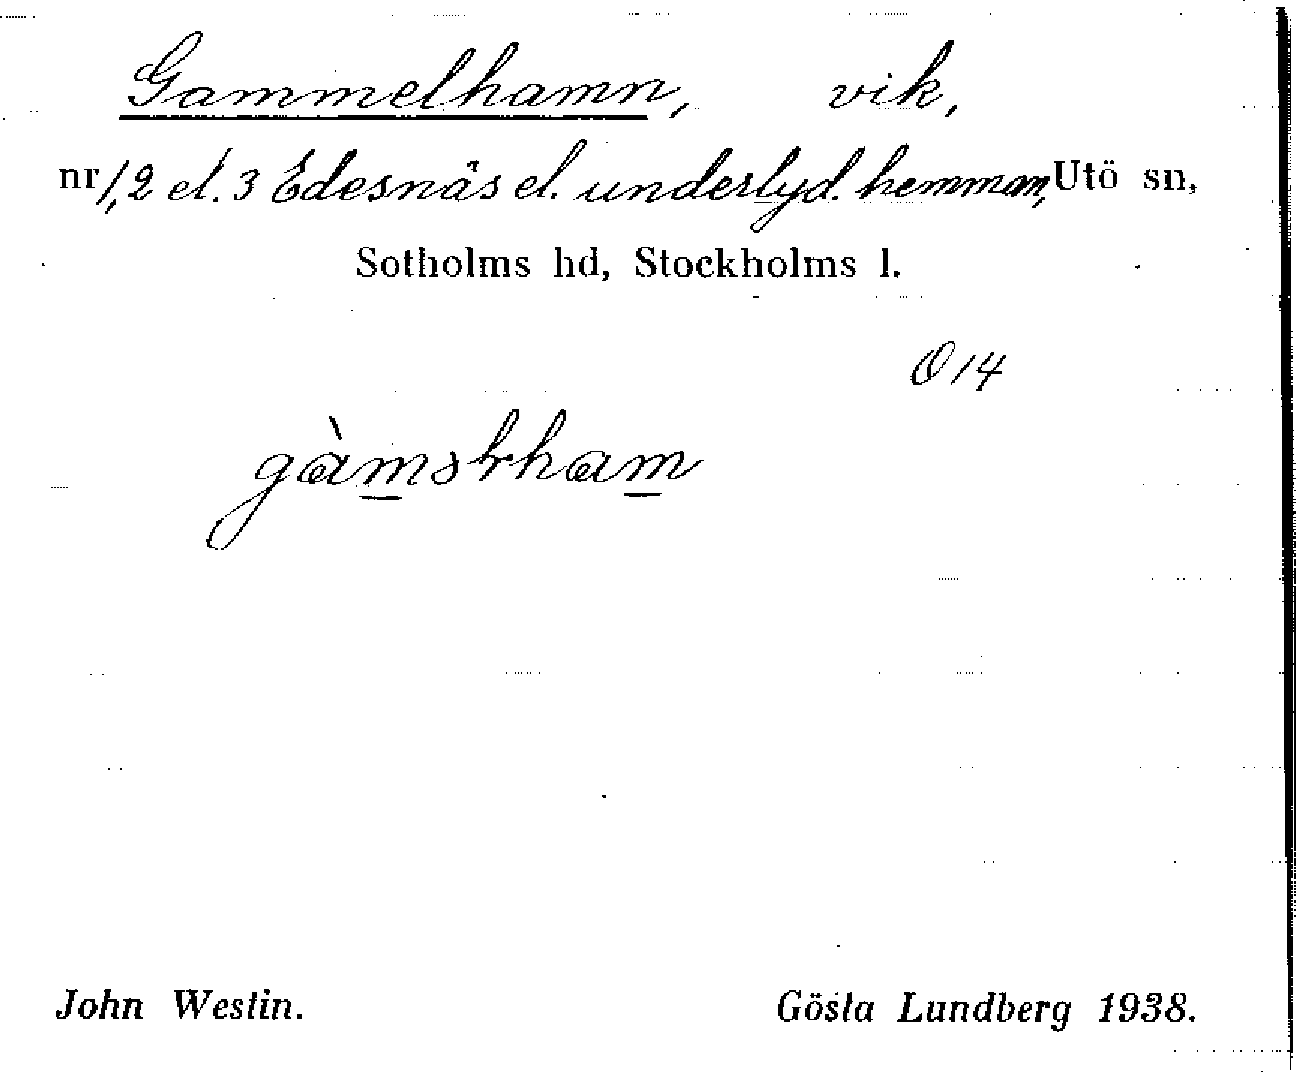 Gammelhamn, vik,
nr 1, 2 el. 3 Edesnäs el. underlyd. hemman, Utö sn,
Sotholms hd, Stockholms l.
Ö 14
John Westin. Gösta Lundberg 1938.